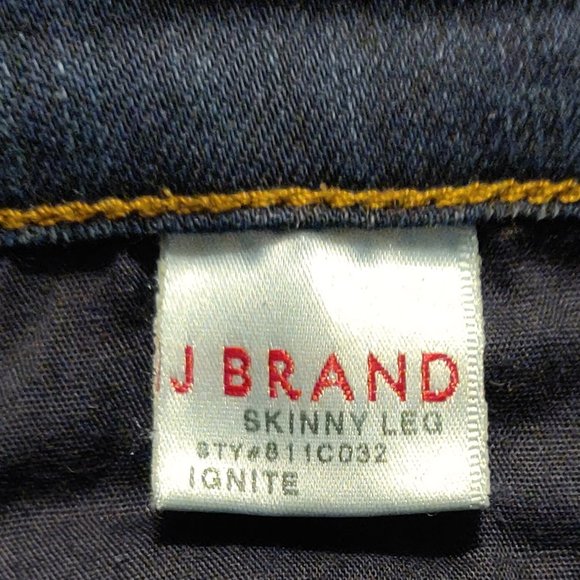 J BRAND
SKINNY LEG
STY#811C032
IGNITE